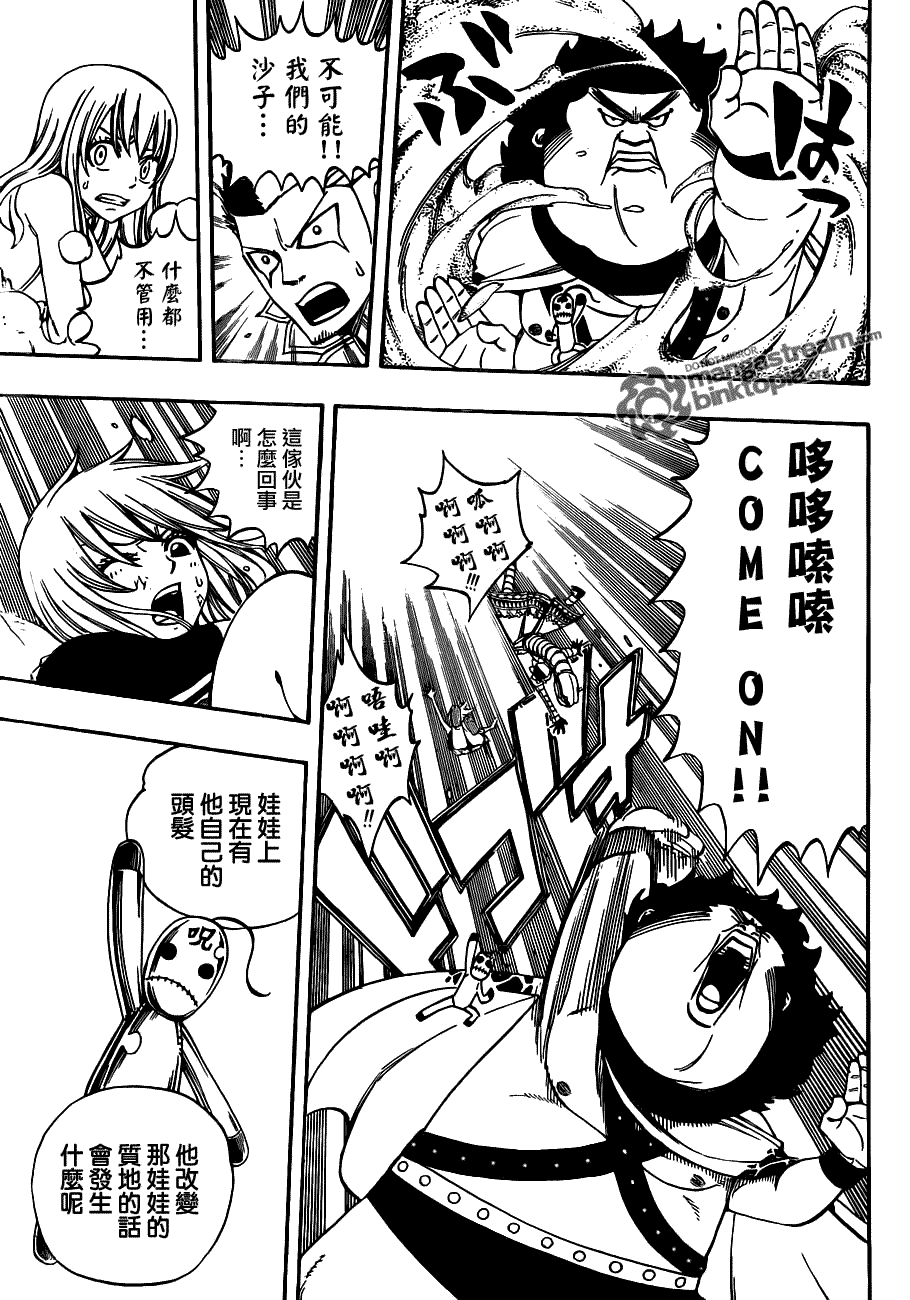 ぶ
はっ
DO NOT MIRROR
mangastream.com
binktopia.org
不可能!!
我們的
沙子…
什麼都
不管用…
哆哆嗦嗦
COME ON!!
呱啊啊
啊啊啊!!!
唔哇啊啊啊
啊啊啊!!
這傢伙是
怎麼回事
啊…
娃娃上
現在有
他自己的
頭髮
呪
他改變
那娃娃的
質地的話
會發生
什麼呢